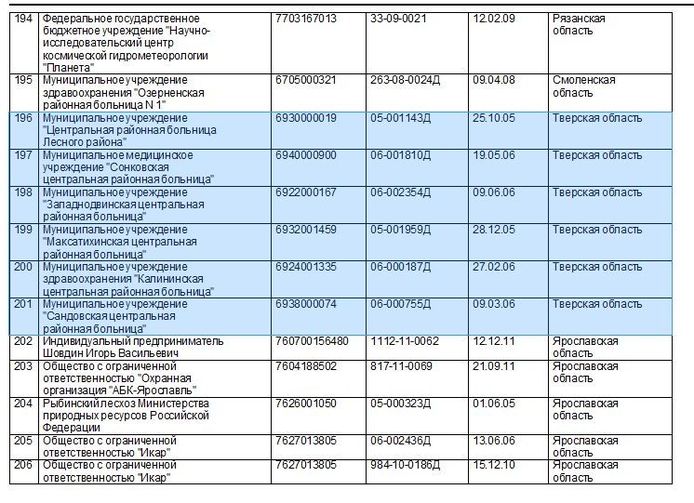 194 Федеральное государственное 7703167013 33-09-0021 12.02.09 Рязанская
бюджетное учреждение "Научно- область
исследовательский центр
космической гидрометеорологии
"Планета"
195 Муниципальное учреждение 6705000321 263-08-0024Д 09.04.08 Смоленская
здравоохранения "Озерненская область
районная больница N 1"
196 Муниципальное учреждение 6930000019 05-001143Д 25.10.05 Тверская область
"Центральная районная больница
Лесного района"
197 Муниципальное медицинское 6940000900 06-001810Д 19.05.06 Тверская область
учреждение "Сонковская
центральная районная больница"
198 Муниципальное учреждение 6922000167 06-002354Д 09.06.06 Тверская область
"Западнодвинская центральная
районная больница"
199 Муниципальное учреждение 6932001459 05-001959Д 28.12.05 Тверская область
"Максатихинская центральная
районная больница"
200 Муниципальное учреждение 6924001335 06-000187Д 27.02.06 Тверская область
здравоохранения "Калининская
центральная районная больница"
201 Муниципальное учреждение 6938000074 06-000755Д 09.03.06 Тверская область
"Сандовская центральная
районная больница"
202 Индивидуальный предприниматель 760700156480 1112-11-0062 12.12.11 Ярославская
Шовдин Игорь Васильевич область
203 Общество с ограниченной 7604188502 817-11-0069 21.09.11 Ярославская
ответственностью "Охранная область
организация "АБК-Ярославль"
204 Рыбинский лесхоз Министерства 7626001050 05-000323Д 01.06.05 Ярославская
природных ресурсов Российской область
Федерации
205 Общество с ограниченной 7627013805 06-002436Д 13.06.06 Ярославская
ответственностью "Икар" область
206 Общество с ограниченной 7627013805 984-10-0186Д 15.12.10 Ярославская
ответственностью "Икар" область